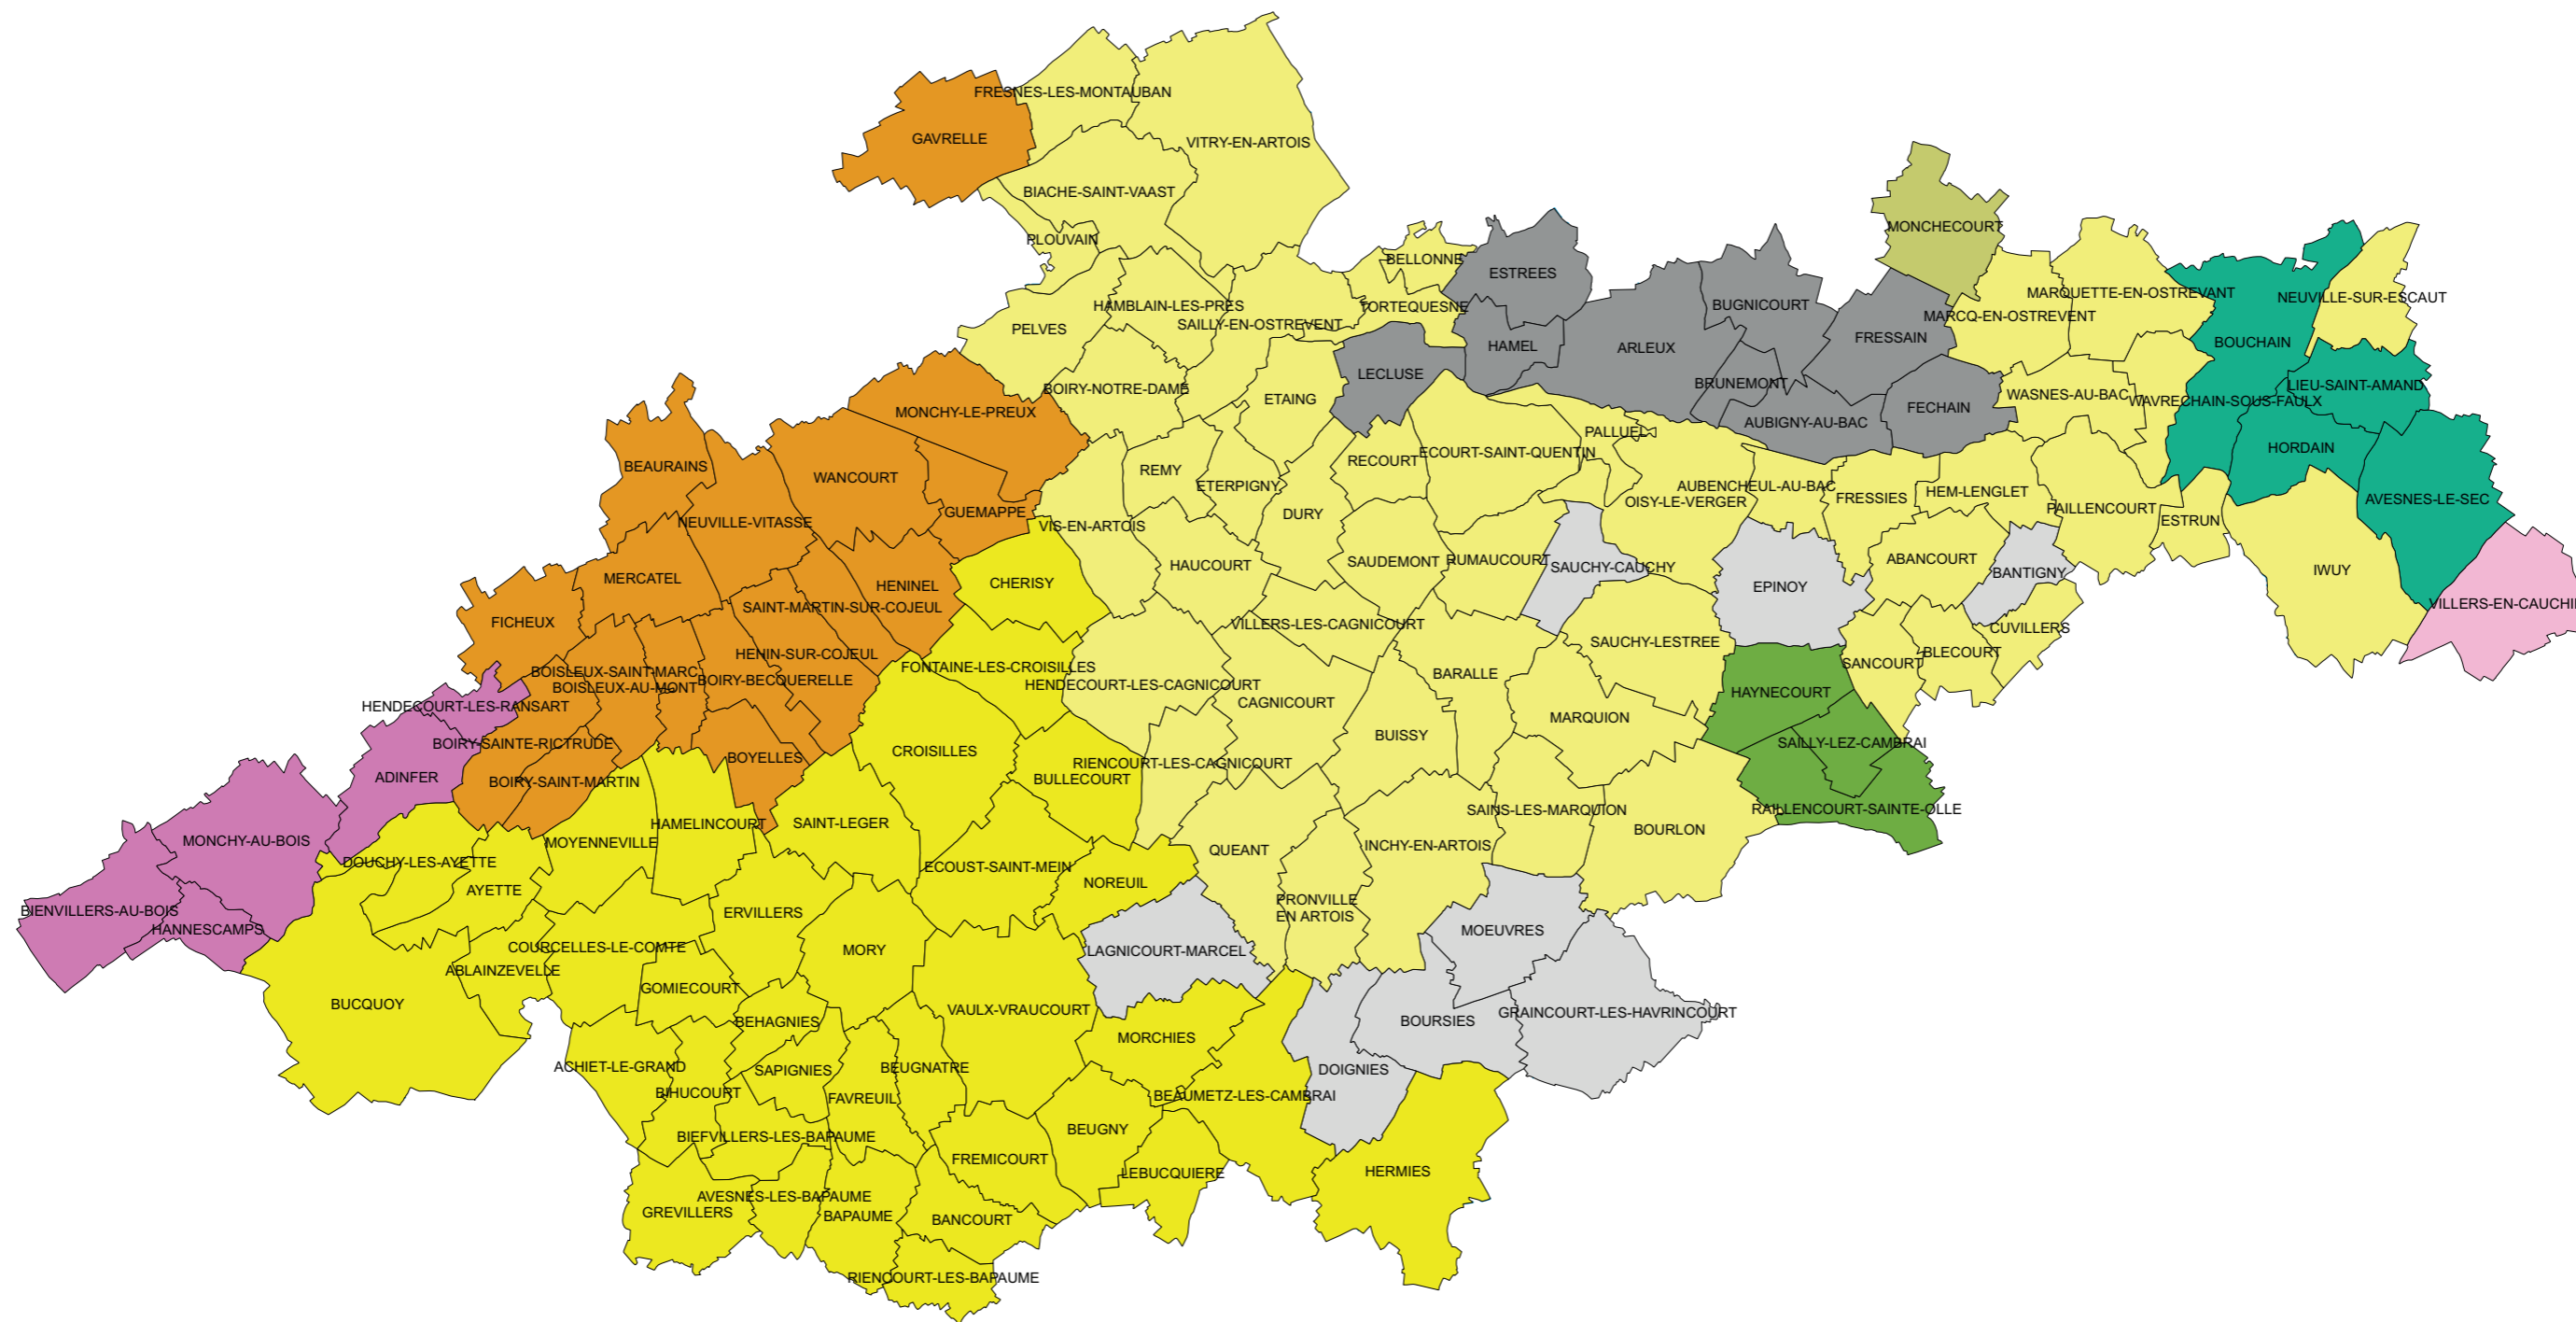 FRESNES-LES-MONTAUBAN
GAVRELLE
VITRY-EN-ARTOIS
BIACHE-SAINT-VAAST
MONCHECOURT
PLOUVAIN
BELLONNE
ESTREES
MARQUETTE-EN-OSTREVANT
NEUVILLE-SUR-ESCAUT
HAMBLAIN-LES-PRES
TORTEQUESNE
BUGNICOURT
MARCQ-EN-OSTREVENT
SAILLY-EN-OSTREVENT
PELVES
FRESSAIN
BOUCHAIN
HAMEL
ARLEUX
LECLUSE
BRUNEMONT
LIEU-SAINT-AMAND
BOIRY-NOTRE-DAME
WASNES-AU-BAC
ETAING
WAVRECHAIN-SOUS-FAULX
FECHAIN
MONCHY-LE-PREUX
AUBIGNY-AU-BAC
PALLUEL
HORDAIN
ECOURT-SAINT-QUENTIN
RECOURT
BEAURAINS
REMY
WANCOURT
ETERPIGNY
AUBENCHEUL-AU-BAC
HEM-LENGLET
FRESSIES
AVESNES-LE-SEC
OISY-LE-VERGER
PAILLENCOURT
GUEMAPPE
DURY
ESTRUN
NEUVILLE-VITASSE
VIS-EN-ARTOIS
ABANCOURT
RUMAUCOURT
SAUDEMONT
HAUCOURT
SAUCHY-CAUCHY
IWUY
BANTIGNY
MERCATEL
CHERISY
HENINEL
EPINOY
VILLERS-EN-CAUCHI
SAINT-MARTIN-SUR-COJEUL
FICHEUX
VILLERS-LES-CAGNICOURT
CUVILLERS
SAUCHY-LESTREE
BLECOURT
HENIN-SUR-COJEUL
SANCOURT
FONTAINE-LES-CROISILLES
BOISLEUX-SAINT-MARC
BARALLE
BOIRY-BECQUERELLE
HENDECOURT-LES-CAGNICOURT
BOISLEUX-AU-MONT
HAYNECOURT
CAGNICOURT
HENDECOURT-LES-RANSART
MARQUION
BUISSY
BOIRY-SAINTE-RICTRUDE
SAILLY-LEZ-CAMBRAI
CROISILLES
BOYELLES
RIENCOURT-LES-CAGNICOURT
ADINFER
BULLECOURT
BOIRY-SAINT-MARTIN
RAILLENCOURT-SAINTE-OLLE
SAINS-LES-MARQUION
SAINT-LEGER
HAMELINCOURT
BOURLON
MONCHY-AU-BOIS
MOYENNEVILLE
INCHY-EN-ARTOIS
QUEANT
DOUCHY-LES-AYETTE
ECOUST-SAINT-MEIN
NOREUIL
AYETTE
PRONVILLE
EN ARTOIS
BIENVILLERS-AU-BOIS
ERVILLERS
HANNESCAMPS
MOEUVRES
COURCELLES-LE-COMTE
MORY
LAGNICOURT-MARCEL
ABLAINZEVELLE
GOMIECOURT
BUCQUOY
VAULX-VRAUCOURT
GRAINCOURT-LES-HAVRINCOURT
BEHAGNIES
BOURSIES
MORCHIES
ACHIET-LE-GRAND
SAPIGNIES
BEUGNATRE
DOIGNIES
BIHUCOURT
FAVREUIL
BEAUMETZ-LES-CAMBRAI
BEUGNY
BIEFVILLERS-LES-BAPAUME
FREMICOURT
LEBUCQUIERE
HERMIES
AVESNES-LES-BAPAUME
GREVILLERS
BAPAUME
BANCOURT
RIENCOURT-LES-BAPAUME